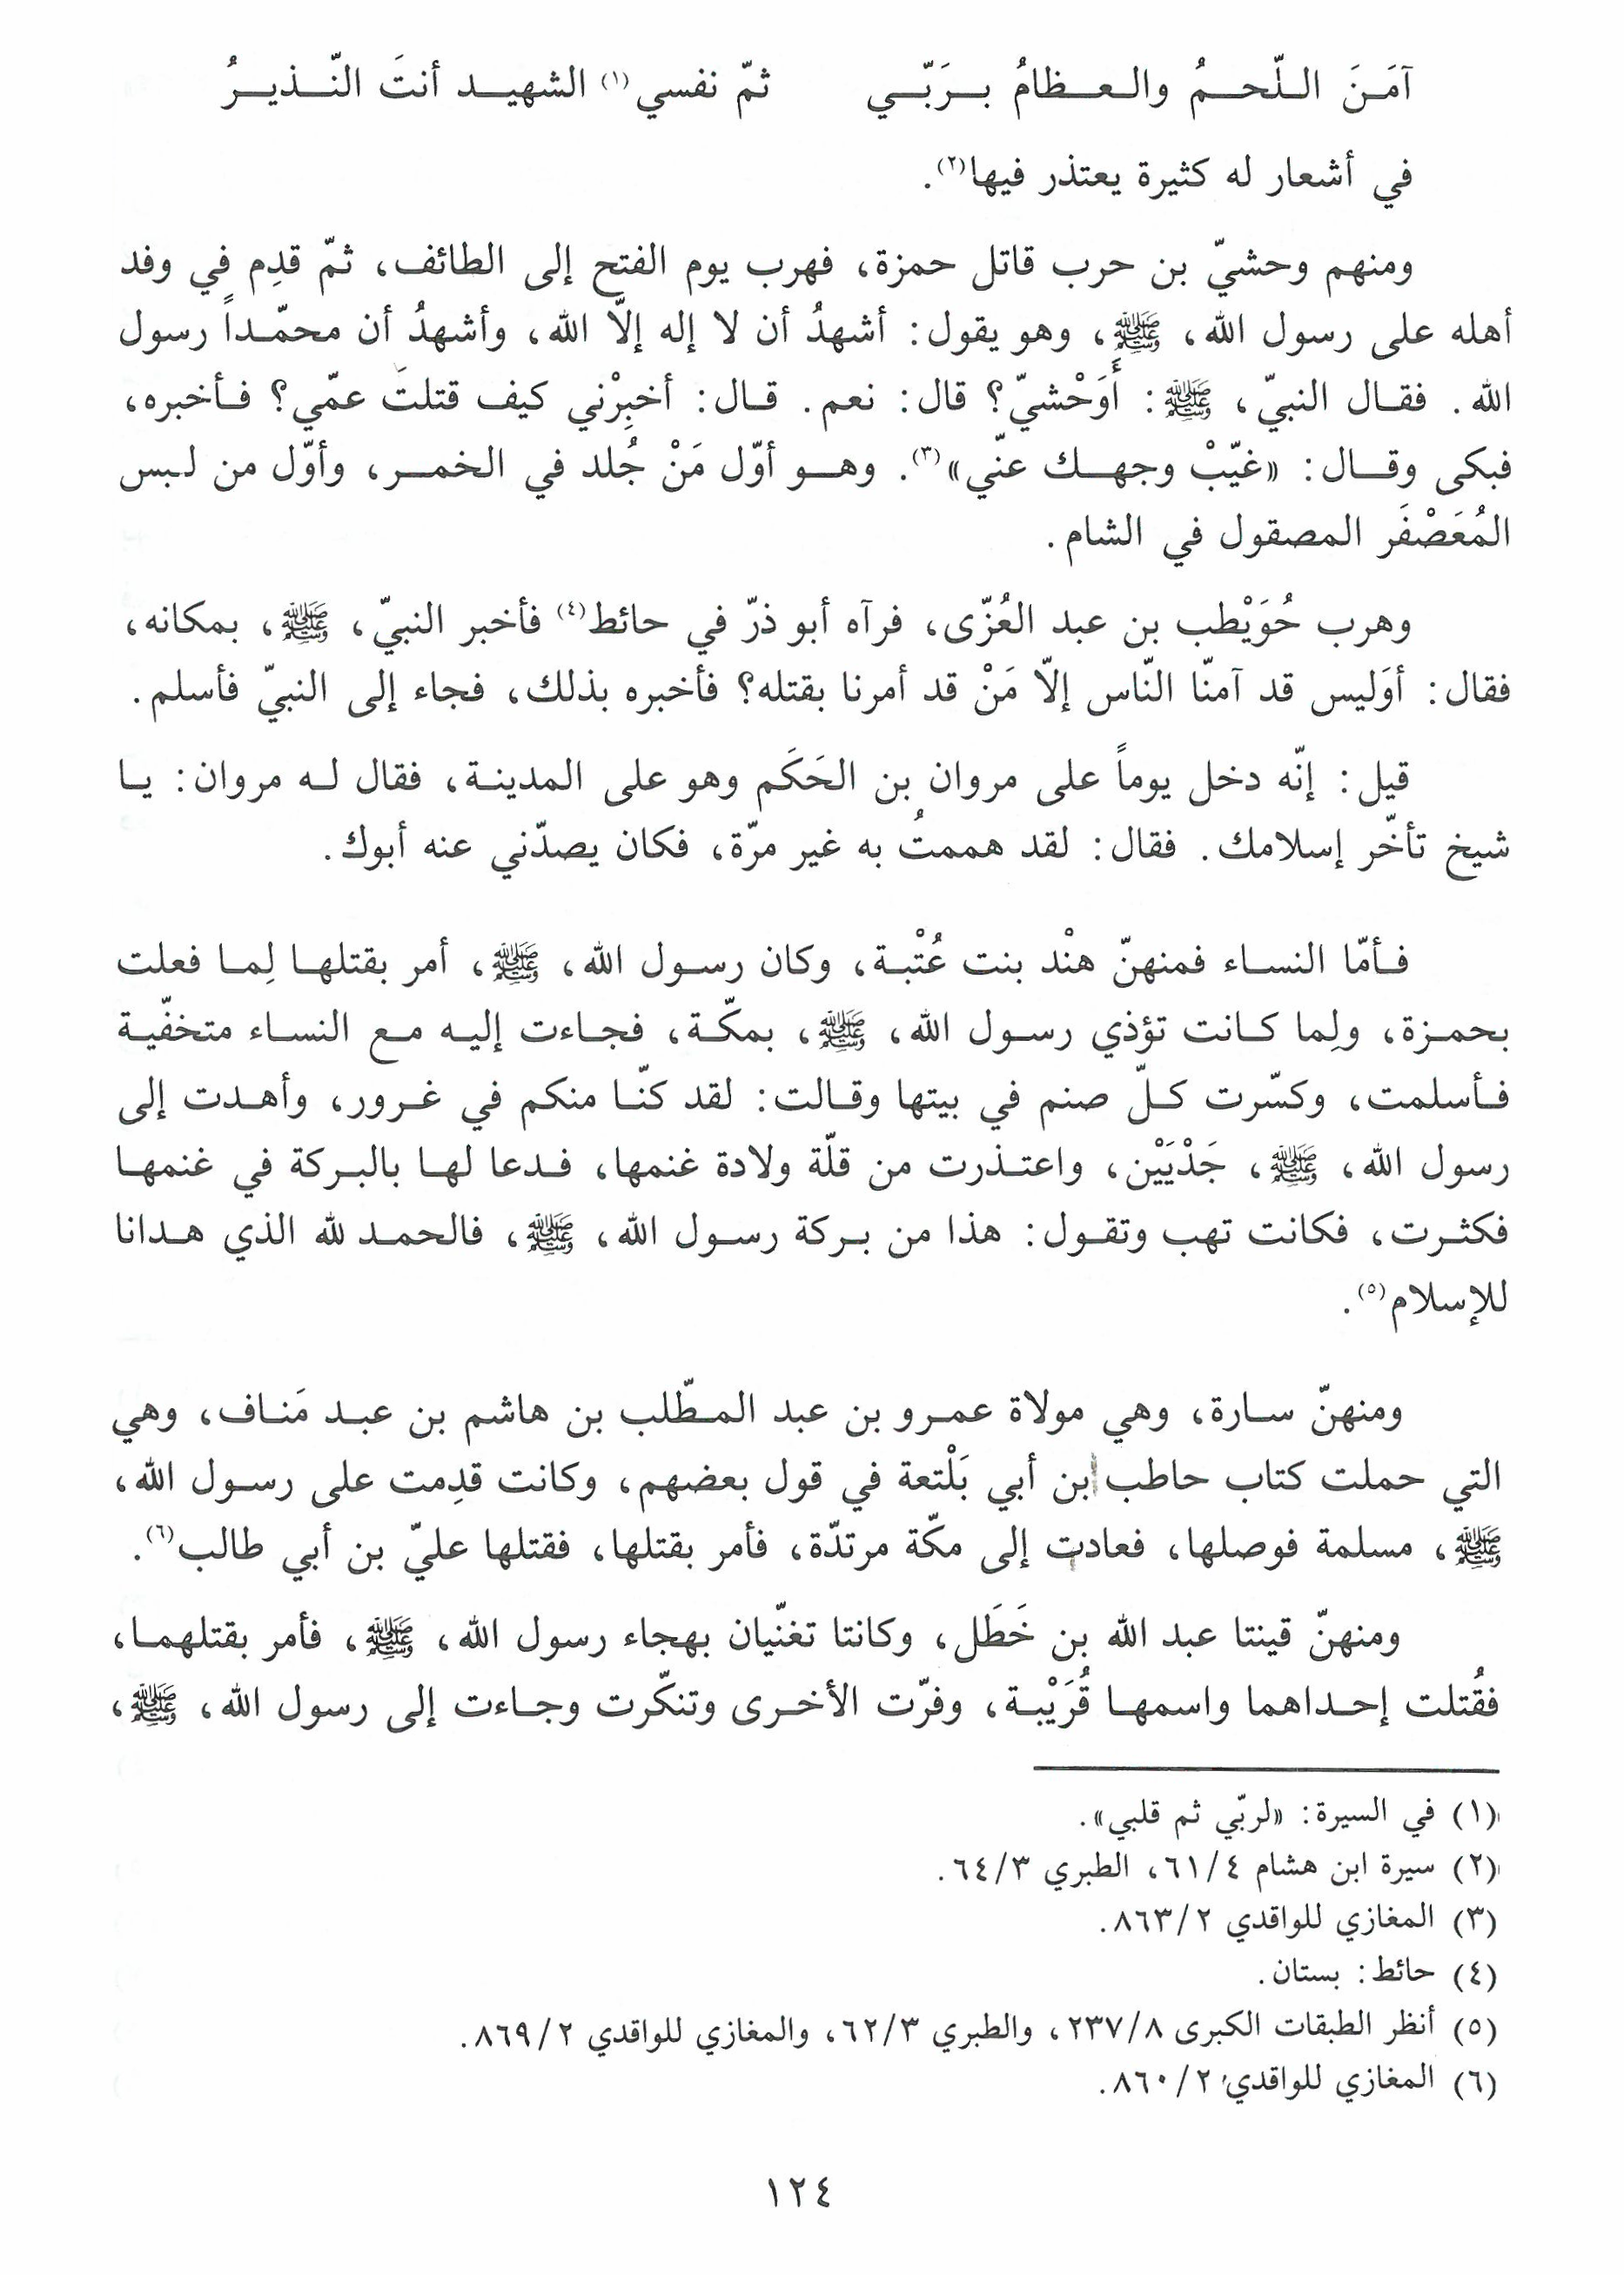 آمَنَ اللّحمُ والعظامُ برَبّي ثمّ نفسي(١) الشهيد أنتَ النّذيرُ
في أشعار له كثيرة يعتذر فيها(٢).
ومنهم وحشيّ بن حرب قاتل حمزة، فهرب يوم الفتح إلى الطائف، ثمّ قدِم في وفد
أهله على رسول الله، ﷺ، وهو يقول: أشهدُ أن لا إله إلاّ الله، وأشهدُ أن محمّداً رسول
الله. فقال النبيّ، ﷺ: أَوَحْشيّ؟ قال: نعم. قال: أخبِرْني كيف قتلتَ عمّي؟ فأخبره،
فبكى وقال: «غيّبْ وجهك عنّي»(٣). وهو أوّل مَنْ جُلد في الخمر، وأوّل من لبس
المُعَصْفَر المصقول في الشام.
وهرب حُوَيْطب بن عبد العُزّى، فرآه أبو ذرّ في حائط(٤) فأخبر النبيّ، ﷺ، بمكانه،
فقال: أوَليس قد آمنّا النّاس إلاّ مَنْ قد أمرنا بقتله؟ فأخبره بذلك، فجاء إلى النبيّ فأسلم.
قيل: إنّه دخل يوماً على مروان بن الحَكَم وهو على المدينة، فقال له مروان: يا
شيخ تأخّر إسلامك. فقال: لقد هممتُ به غير مرّة، فكان يصدّني عنه أبوك.
فأمّا النساء فمنهنّ هنْد بنت عُتْبة، وكان رسول الله، ﷺ، أمر بقتلها لِما فعلت
بحمزة، ولِما كانت تؤذي رسول الله، ﷺ، بمكّة، فجاءت إليه مع النساء متخفّية
فأسلمت، وكسّرت كلّ صنم في بيتها وقالت: لقد كنّا منكم في غرور، وأهدت إلى
رسول الله، ﷺ، جَدْيَيْن، واعتذرت من قلّة ولادة غنمها، فدعا لها بالبركة في غنمها
فكثرت، فكانت تهب وتقول: هذا من بركة رسول الله، ﷺ، فالحمد لله الذي هدانا
للإسلام(٥).
ومنهنّ سارة، وهي مولاة عمرو بن عبد المطّلب بن هاشم بن عبد مَناف، وهي
التي حملت كتاب حاطب ابن أبي بَلْتعة في قول بعضهم، وكانت قدِمت على رسول الله،
ﷺ، مسلمة فوصلها، فعادت إلى مكّة مرتدّة، فأمر بقتلها، فقتلها عليّ بن أبي طالب(٦).
ومنهنّ قينتا عبد الله بن خَطَل، وكانتا تغنّيان بهجاء رسول الله، ﷺ، فأمر بقتلهما،
فقُتلت إحداهما واسمها قُرَيْبة، وفرّت الأخرى وتنكّرت وجاءت إلى رسول الله، ﷺ،
(١) في السيرة: «لربّي ثم قلبي».
(٢) سيرة ابن هشام ٤/٦١، الطبري ٣/٦٤.
(٣) المغازي للواقدي ٢/٨٦٣.
(٤) حائط: بستان.
(٥) أنظر الطبقات الكبرى ٨/٢٣٧، والطبري ٣/٦٢، والمغازي للواقدي ٢/٨٦٩.
(٦) المغازي للواقدي ٢/٨٦٠.
١٢٤